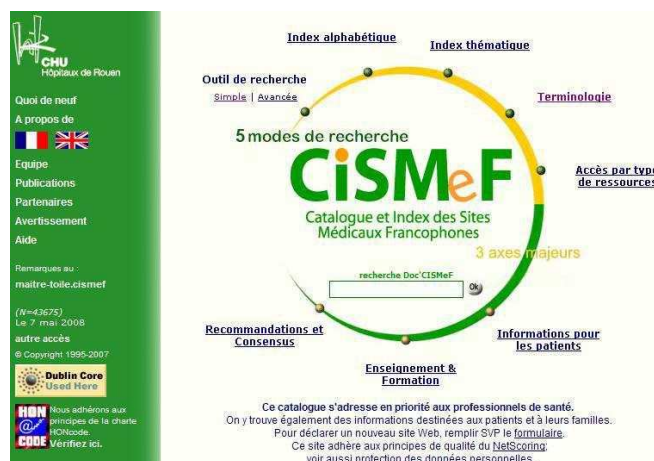 CHU
Hôpitaux de Rouen
Quoi de neuf
A propos de
Equipe
Publications
Partenaires
Avertissement
Aide
Remarques au :
maitre-toile.cismef
(N=43675)
Le 7 mai 2008
autre accès
© Copyright 1995-2007
Dublin Core
Used Here
HON
@
CODE
Nous adhérons aux
principes de la charte
HONcode.
Vérifiez ici.
Index alphabétique
Index thématique
Outil de recherche
Simple | Avancée
Terminologie
5 modes de recherche
Accès par type
de ressources
CiSMeF
Catalogue et Index des Sites
Médicaux Francophones
3 axes majeurs
recherche Doc'CISMeF
Ok
Recommandations et
Consensus
Informations pour
les patients
Enseignement &
Formation
Ce catalogue s'adresse en priorité aux professionnels de santé.
On y trouve également des informations destinées aux patients et à leurs familles.
Pour déclarer un nouveau site Web, remplir SVP le formulaire.
Ce site adhère aux principes de qualité du NetScoring;
voir aussi protection des données personnelles